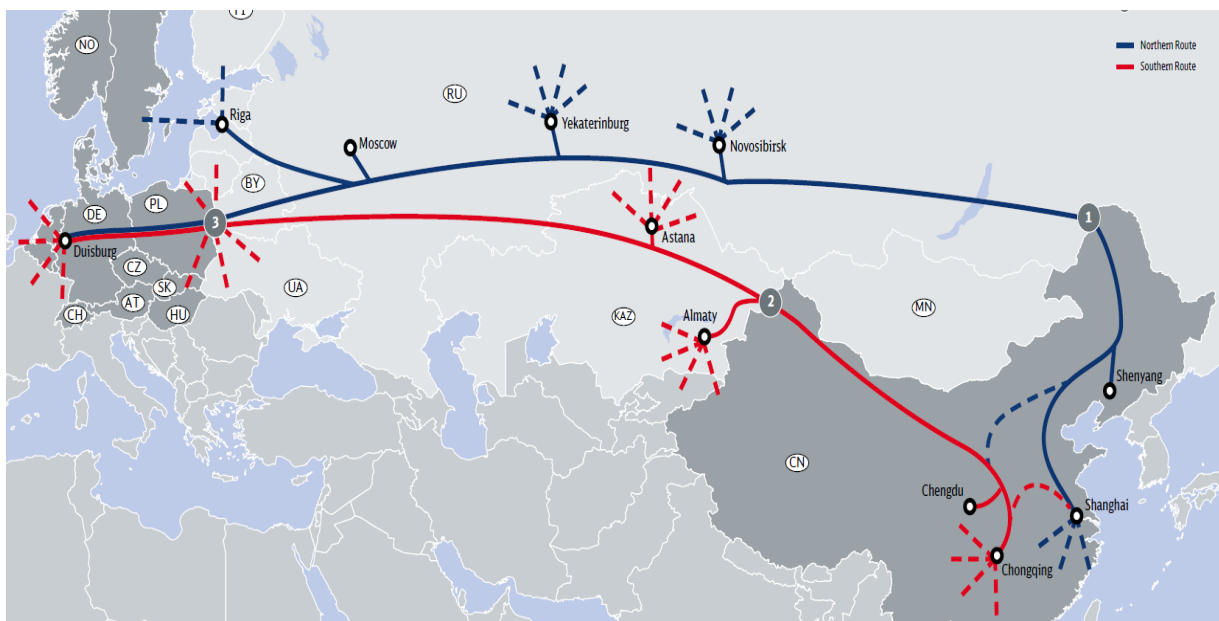 FI
NO
Northern Route
Southern Route
RU
Riga
Yekaterinburg
Moscow
Novosibirsk
BY
PL
DE
3
1
Astana
Duisburg
CZ
SK
UA
AT
CH
HU
2
KAZ
Almaty
MN
Shenyang
CN
Chengdu
Shanghai
Chongqing